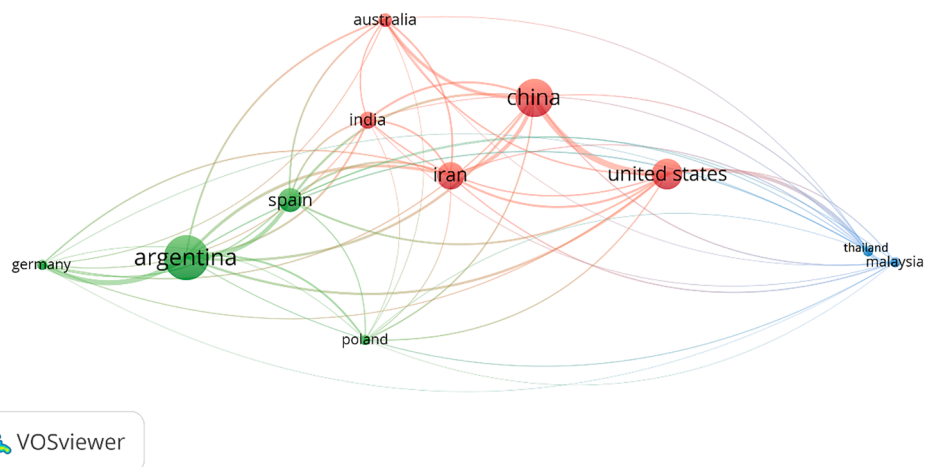 australia
china
india
iran
united states
spain
thailand
argentina
malaysia
germany
poland
VOSviewer